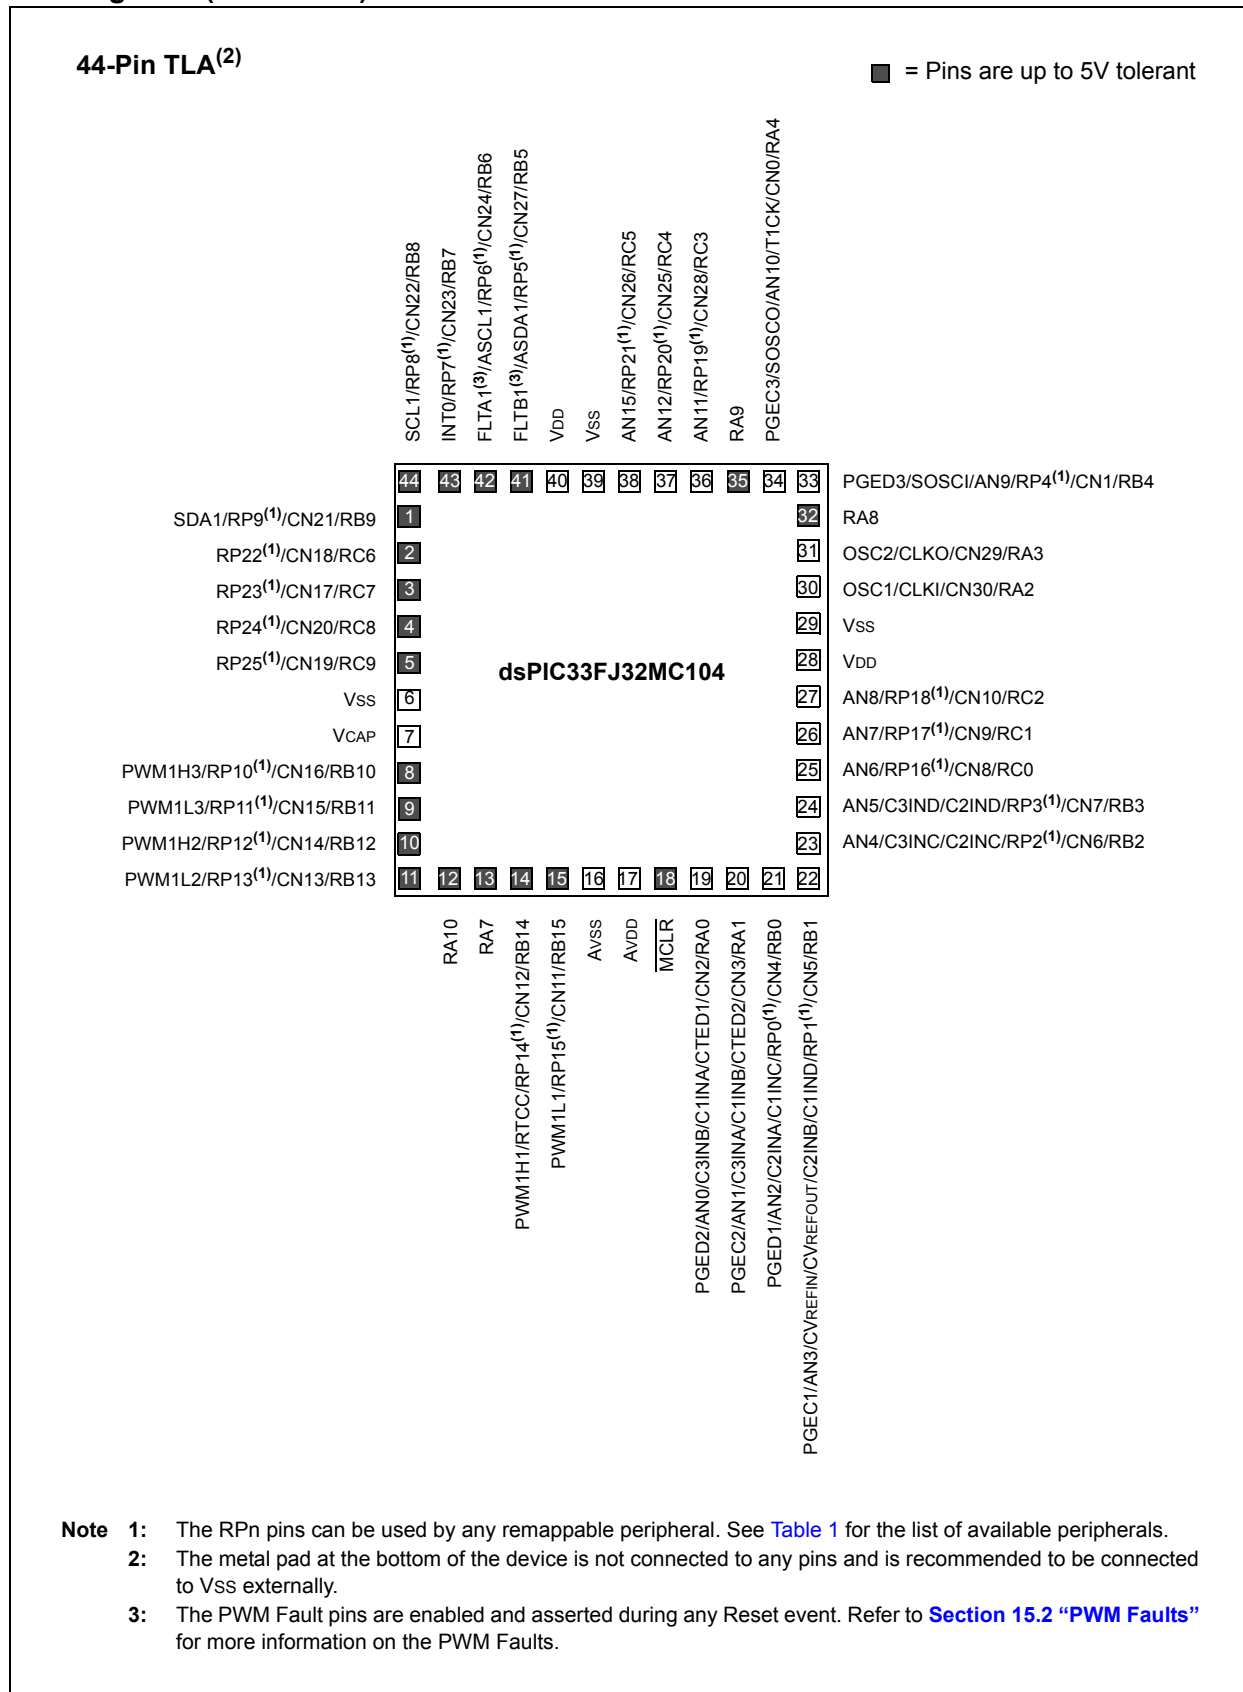 44-Pin TLA(2)
= Pins are up to 5V tolerant
SCL1/RP8(1)/CN22/RB8
INT0/RP7(1)/CN23/RB7
FLTA1(3)/ASCL1/RP6(1)/CN24/RB6
FLTB1(3)/ASDA1/RP5(1)/CN27/RB5
VDD
VSS
AN15/RP21(1)/CN26/RC5
AN12/RP20(1)/CN25/RC4
AN11/RP19(1)/CN28/RC3
RA9
PGEC3/SOSCO/AN10/T1CK/CN0/RA4
44 43 42 41 40 39 38 37 36 35 34 33 PGED3/SOSCI/AN9/RP4(1)/CN1/RB4
SDA1/RP9(1)/CN21/RB9 1 32 RA8
RP22(1)/CN18/RC6 2 31 OSC2/CLKO/CN29/RA3
RP23(1)/CN17/RC7 3 30 OSC1/CLKI/CN30/RA2
RP24(1)/CN20/RC8 4 29 VSS
RP25(1)/CN19/RC9 5 28 VDD
dsPIC33FJ32MC104
VSS 6 27 AN8/RP18(1)/CN10/RC2
VCAP 7 26 AN7/RP17(1)/CN9/RC1
PWM1H3/RP10(1)/CN16/RB10 8 25 AN6/RP16(1)/CN8/RC0
PWM1L3/RP11(1)/CN15/RB11 9 24 AN5/C3IND/C2IND/RP3(1)/CN7/RB3
PWM1H2/RP12(1)/CN14/RB12 10 23 AN4/C3INC/C2INC/RP2(1)/CN6/RB2
PWM1L2/RP13(1)/CN13/RB13 11 12 13 14 15 16 17 18 19 20 21 22
RA10
RA7
PWM1H1/RTCC/RP14(1)/CN12/RB14
PWM1L1/RP15(1)/CN11/RB15
AVSS
AVDD
MCLR
PGED2/AN0/C3INB/C1INA/CTED1/CN2/RA0
PGEC2/AN1/C3INA/C1INB/CTED2/CN3/RA1
PGED1/AN2/C2INA/C1INC/RP0(1)/CN4/RB0
PGEC1/AN3/CVREFIN/CVREFOUT/C2INB/C1IND/RP1(1)/CN5/RB1
Note 1: The RPn pins can be used by any remappable peripheral. See Table 1 for the list of available peripherals.
2: The metal pad at the bottom of the device is not connected to any pins and is recommended to be connected
to VSS externally.
3: The PWM Fault pins are enabled and asserted during any Reset event. Refer to Section 15.2 “PWM Faults”
for more information on the PWM Faults.